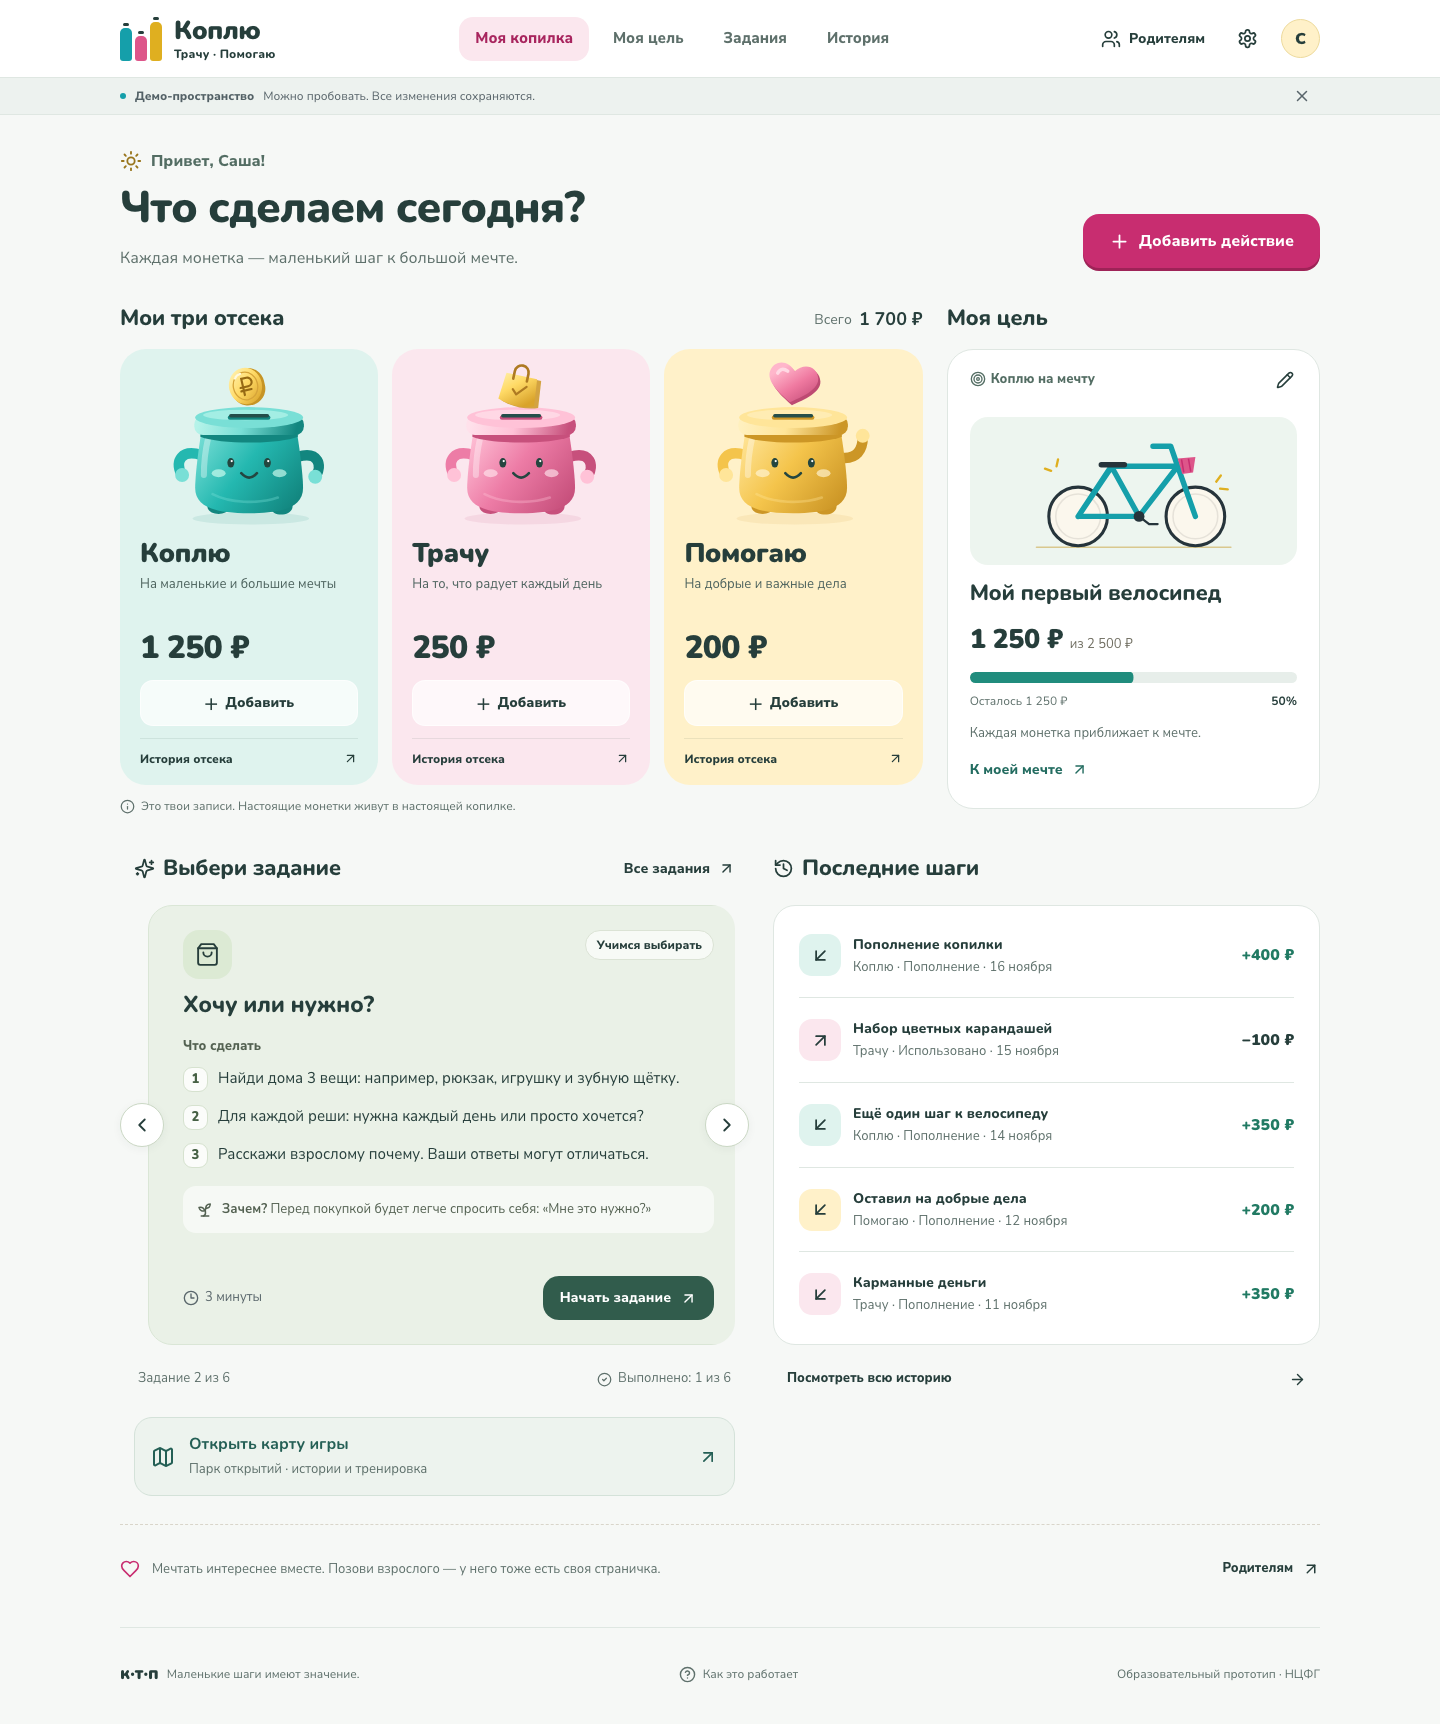 Коплю
Трачу · Помогаю
Моя копилка
Моя цель
Задания
История
Родителям
С
Демо-пространство Можно пробовать. Все изменения сохраняются.
Привет, Саша!
Что сделаем сегодня?
Каждая монетка — маленький шаг к большой мечте.
Добавить действие
Мои три отсека
Всего 1 700 ₽
₽
Коплю
На маленькие и большие мечты
1 250 ₽
Добавить
История отсека
Трачу
На то, что радует каждый день
250 ₽
Добавить
История отсека
Помогаю
На добрые и важные дела
200 ₽
Добавить
История отсека
Это твои записи. Настоящие монетки живут в настоящей копилке.
Моя цель
Коплю на мечту
Мой первый велосипед
1 250 ₽ из 2 500 ₽
Осталось 1 250 ₽
50%
Каждая монетка приближает к мечте.
К моей мечте
Выбери задание
Все задания
Учимся выбирать
Хочу или нужно?
Что сделать
1 Найди дома 3 вещи: например, рюкзак, игрушку и зубную щётку.
2 Для каждой реши: нужна каждый день или просто хочется?
3 Расскажи взрослому почему. Ваши ответы могут отличаться.
Зачем? Перед покупкой будет легче спросить себя: «Мне это нужно?»
3 минуты
Начать задание
Задание 2 из 6
Выполнено: 1 из 6
Открыть карту игры
Парк открытий · истории и тренировка
Последние шаги
Пополнение копилки
Коплю · Пополнение · 16 ноября
+400 ₽
Набор цветных карандашей
Трачу · Использовано · 15 ноября
−100 ₽
Ещё один шаг к велосипеду
Коплю · Пополнение · 14 ноября
+350 ₽
Оставил на добрые дела
Помогаю · Пополнение · 12 ноября
+200 ₽
Карманные деньги
Трачу · Пополнение · 11 ноября
+350 ₽
Посмотреть всю историю
Мечтать интереснее вместе. Позови взрослого — у него тоже есть своя страничка.
Родителям
К·Т·П Маленькие шаги имеют значение.
Как это работает
Образовательный прототип · НЦФГ